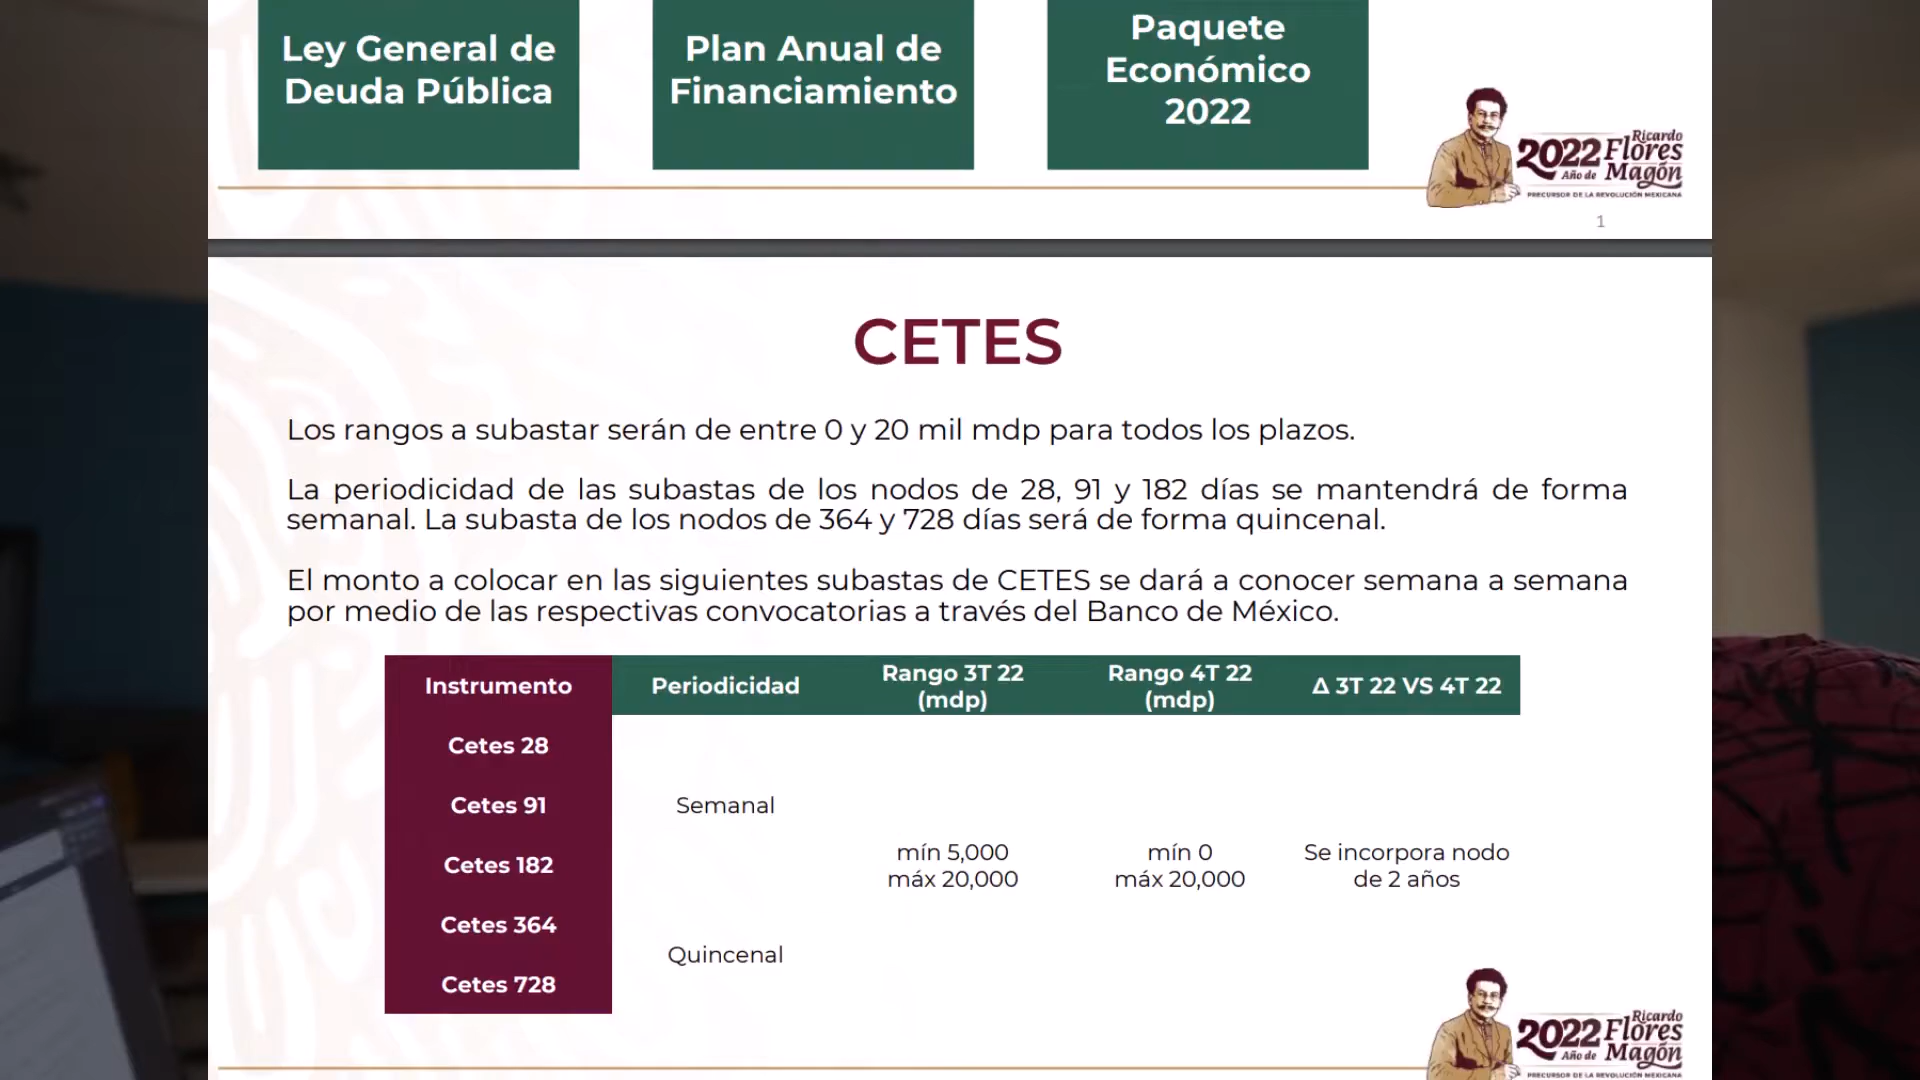 Ley General de
Deuda Pública
Plan Anual de
Financiamiento
Paquete
Económico
2022
2022
Año de
Ricardo
Flores
Magón
PRECURSOR DE LA REVOLUCIÓN MEXICANA
1
CETES
Los rangos a subastar serán de entre 0 y 20 mil mdp para todos los plazos.
La periodicidad de las subastas de los nodos de 28, 91 y 182 días se mantendrá de forma
semanal. La subasta de los nodos de 364 y 728 días será de forma quincenal.
El monto a colocar en las siguientes subastas de CETES se dará a conocer semana a semana
por medio de las respectivas convocatorias a través del Banco de México.
Instrumento
Periodicidad
Rango 3T 22
(mdp)
Rango 4T 22
(mdp)
Δ 3T 22 VS 4T 22
Cetes 28
Cetes 91
Semanal
Cetes 182
mín 5,000
máx 20,000
mín 0
máx 20,000
Se incorpora nodo
de 2 años
Cetes 364
Quincenal
Cetes 728
2022
Año de
Ricardo
Flores
Magón
PRECURSOR DE LA REVOLUCIÓN MEXICANA